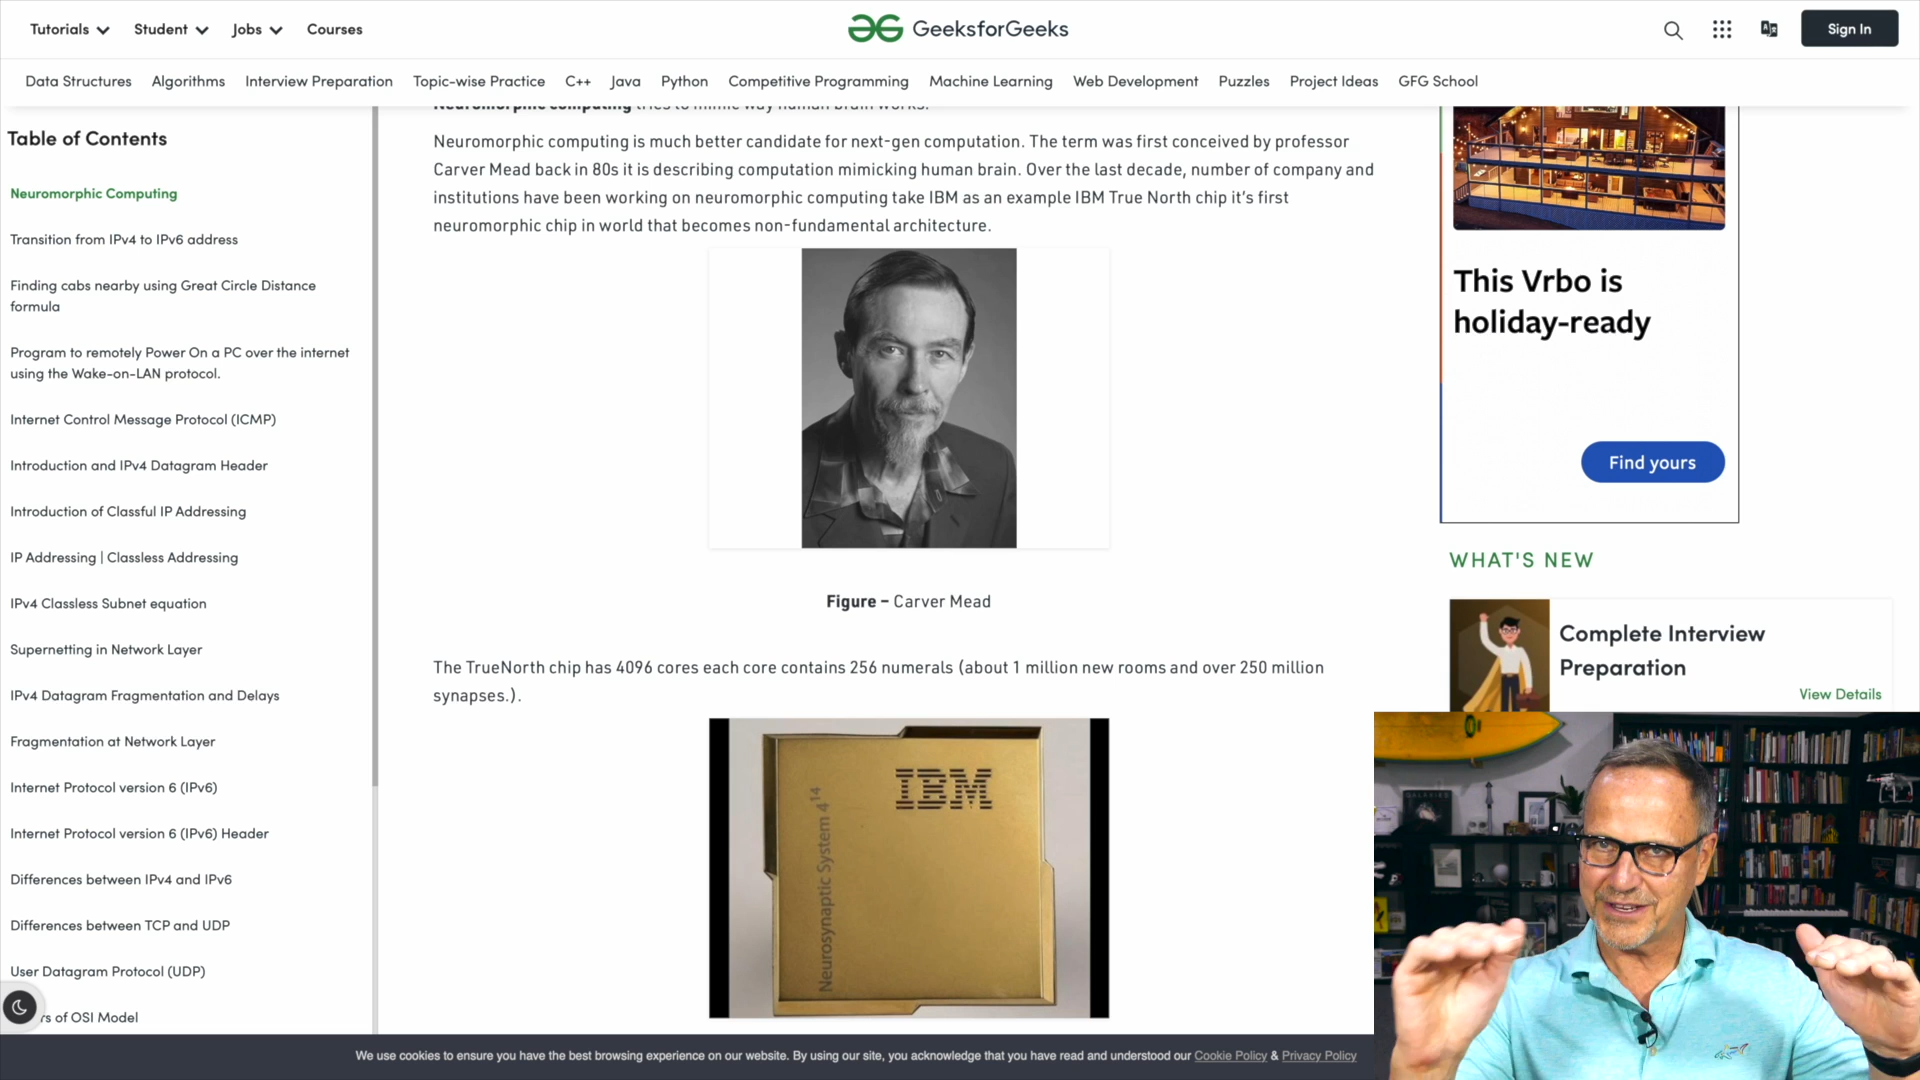 Tutorials
Student
Jobs
Courses
GeeksforGeeks
Sign In
Data Structures
Algorithms
Interview Preparation
Topic-wise Practice
C++
Java
Python
Competitive Programming
Machine Learning
Web Development
Puzzles
Project Ideas
GFG School
Table of Contents
Neuromorphic Computing
Transition from IPv4 to IPv6 address
Finding cabs nearby using Great Circle Distance
formula
Program to remotely Power On a PC over the internet
using the Wake-on-LAN protocol.
Internet Control Message Protocol (ICMP)
Introduction and IPv4 Datagram Header
Introduction of Classful IP Addressing
IP Addressing | Classless Addressing
IPv4 Classless Subnet equation
Supernetting in Network Layer
IPv4 Datagram Fragmentation and Delays
Fragmentation at Network Layer
Internet Protocol version 6 (IPv6)
Internet Protocol version 6 (IPv6) Header
Differences between IPv4 and IPv6
Differences between TCP and UDP
User Datagram Protocol (UDP)
rs of OSI Model
Neuromorphic computing tries to mimic way human brain works.
Neuromorphic computing is much better candidate for next-gen computation. The term was first conceived by professor
Carver Mead back in 80s it is describing computation mimicking human brain. Over the last decade, number of company and
institutions have been working on neuromorphic computing take IBM as an example IBM True North chip it's first
neuromorphic chip in world that becomes non-fundamental architecture.
Figure – Carver Mead
The TrueNorth chip has 4096 cores each core contains 256 numerals (about 1 million new rooms and over 250 million
synapses.).
IBM
Neurosynaptic System 4¹⁴
This Vrbo is
holiday-ready
Find yours
WHAT'S NEW
Complete Interview
Preparation
View Details
GALAXIES
We use cookies to ensure you have the best browsing experience on our website. By using our site, you acknowledge that you have read and understood our Cookie Policy & Privacy Policy